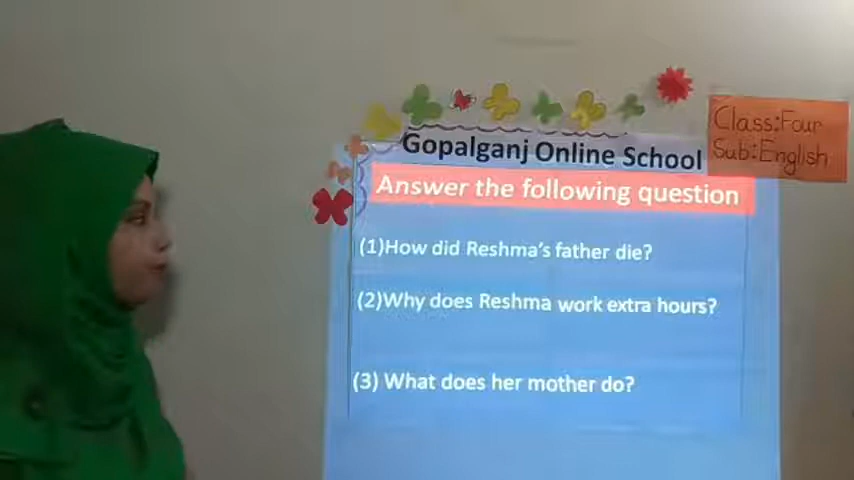 Class:Four
Sub:English
Gopalganj Online School
Answer the following question
(1)How did Reshma's father die?
(2)Why does Reshma work extra hours?
(3) What does her mother do?